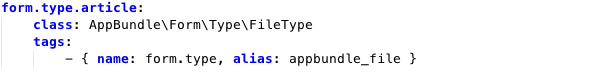 form.type.article:
    class: AppBundle\Form\Type\FileType
    tags:
        - { name: form.type, alias: appbundle_file }